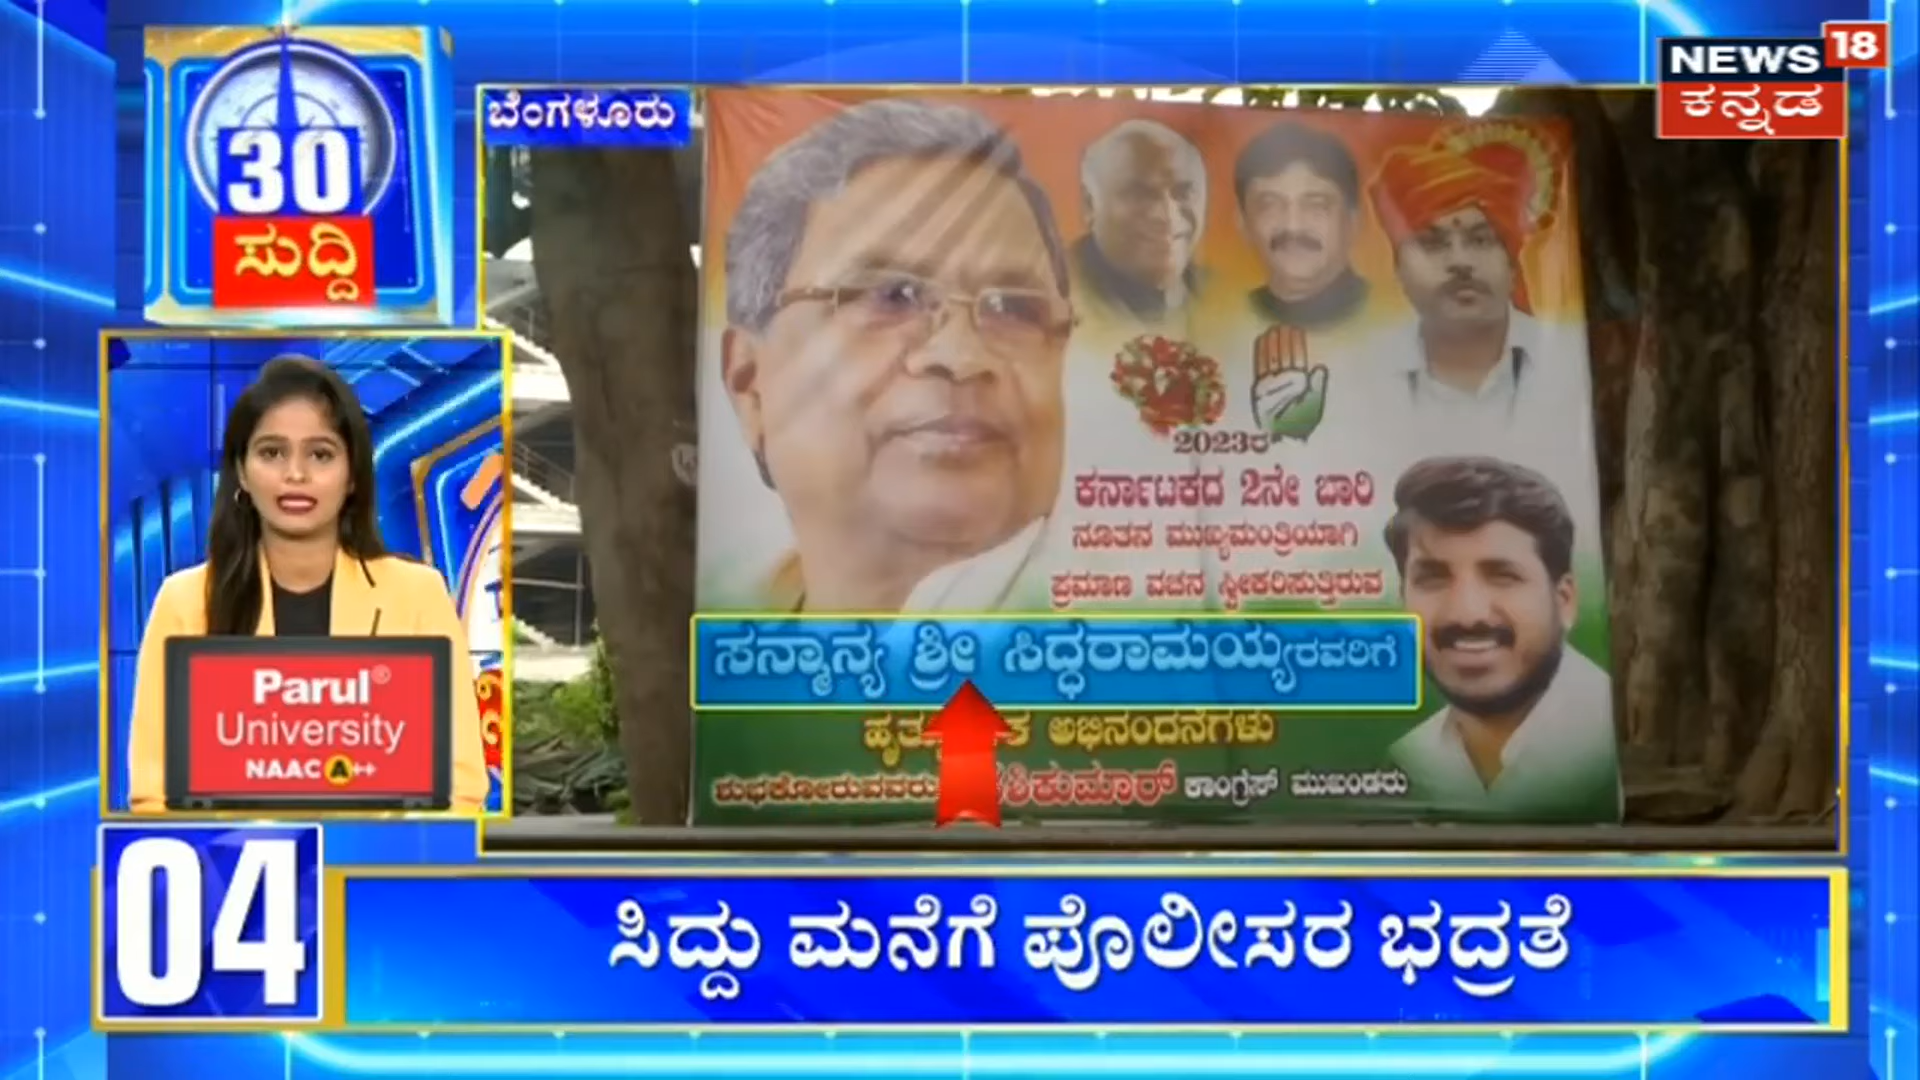 NEWS 18
ಕನ್ನಡ
30
ಸುದ್ದಿ
ಬೆಂಗಳೂರು
2023ರ
ಕರ್ನಾಟಕದ 2ನೇ ಬಾರಿ
ನೂತನ ಮುಖ್ಯಮಂತ್ರಿಯಾಗಿ
ಪ್ರಮಾಣ ವಚನ ಸ್ವೀಕರಿಸುತ್ತಿರುವ
ಸನ್ಮಾನ್ಯ ಶ್ರೀ ಸಿದ್ಧರಾಮಯ್ಯರವರಿಗೆ
ಅಭಿನಂದನೆಗಳು
ಶುಭಕೋರುವವರು ಕಾಂಗ್ರೆಸ್ ಮುಖಂಡರು
Parul®
University
NAAC A++
04
ಸಿದ್ದು ಮನೆಗೆ ಪೊಲೀಸರ ಭದ್ರತೆ